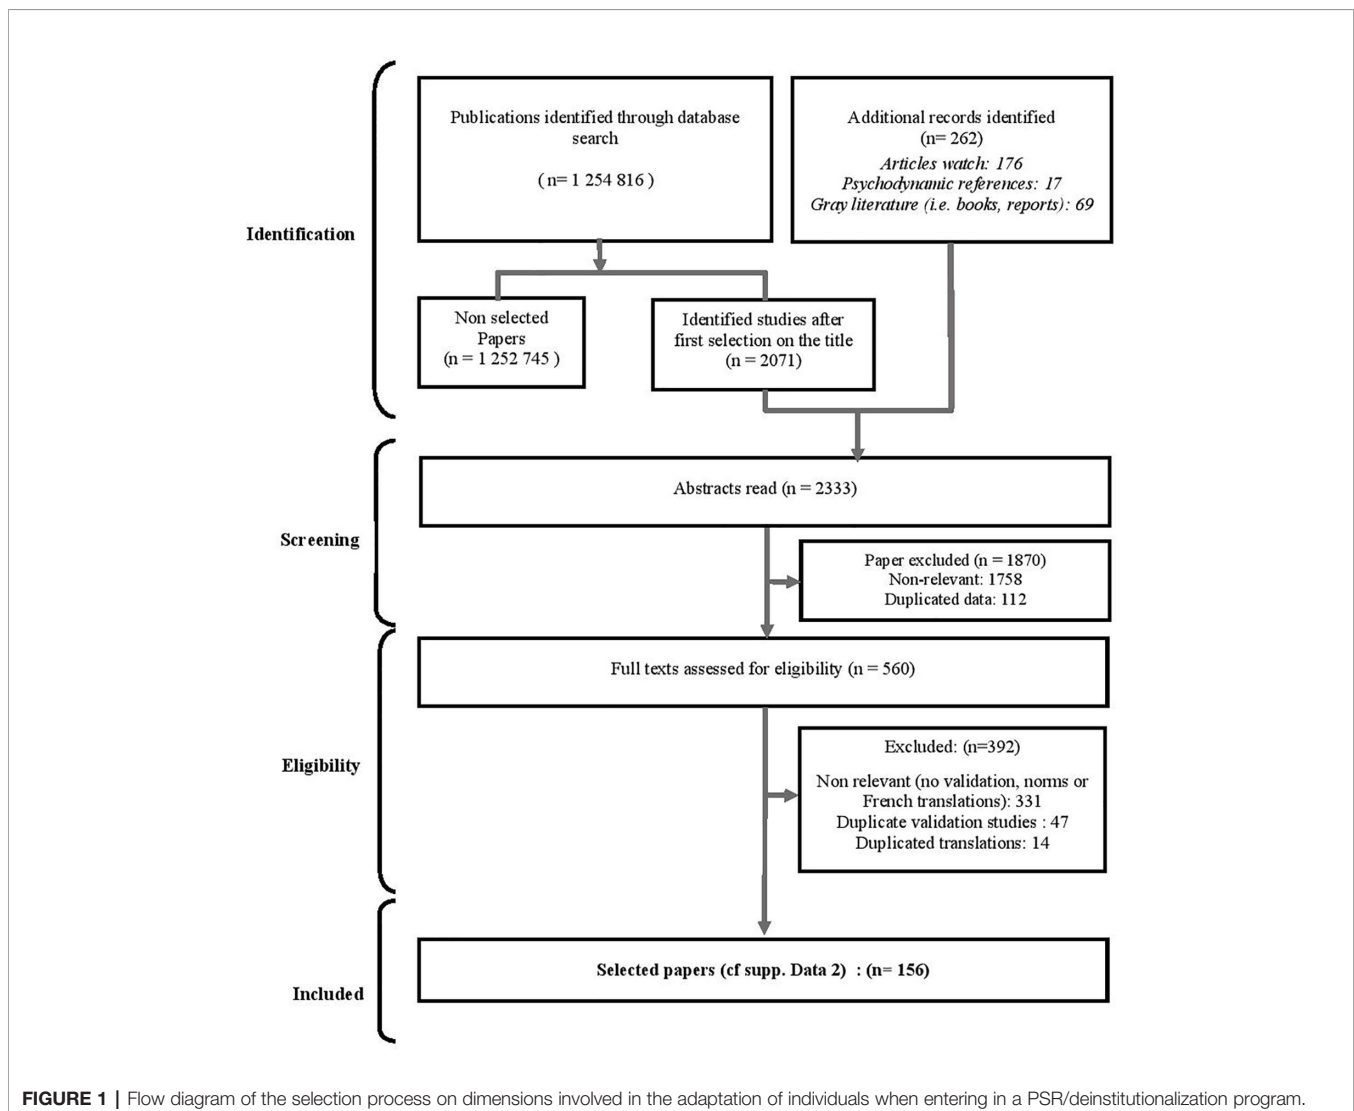 Identification
Publications identified through database
search
( n= 1 254 816 )
Additional records identified
(n= 262)
Articles watch: 176
Psychodynamic references: 17
Gray literature (i.e. books, reports): 69
Non selected
Papers
(n = 1 252 745 )
Identified studies after
first selection on the title
(n = 2071)
Screening
Abstracts read (n = 2333)
Paper excluded (n = 1870)
Non-relevant: 1758
Duplicated data: 112
Eligibility
Full texts assessed for eligibility (n = 560)
Excluded: (n=392)
Non relevant (no validation, norms or
French translations): 331
Duplicate validation studies : 47
Duplicated translations: 14
Included
Selected papers (cf supp. Data 2) : (n= 156)
FIGURE 1 | Flow diagram of the selection process on dimensions involved in the adaptation of individuals when entering in a PSR/deinstitutionalization program.